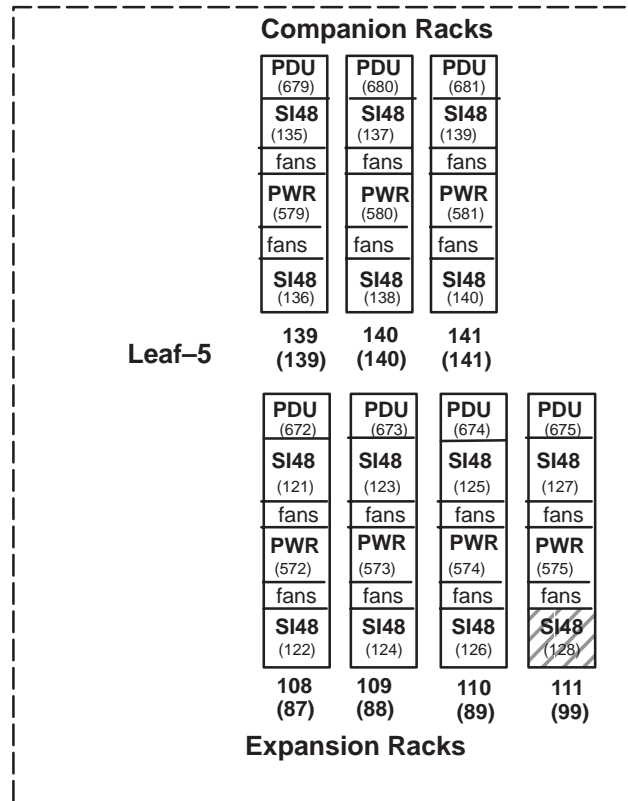 Companion Racks
PDU PDU PDU
(679) (680) (681)
SI48 SI48 SI48
(135) (137) (139)
fans fans fans
PWR PWR PWR
(579) (580) (581)
fans fans fans
SI48 SI48 SI48
(136) (138) (140)
139 140 141
(139) (140) (141)
Leaf–5
PDU PDU PDU PDU
(672) (673) (674) (675)
SI48 SI48 SI48 SI48
(121) (123) (125) (127)
fans fans fans fans
PWR PWR PWR PWR
(572) (573) (574) (575)
fans fans fans fans
SI48 SI48 SI48 SI48
(122) (124) (126) (128)
108 109 110 111
(87) (88) (89) (99)
Expansion Racks